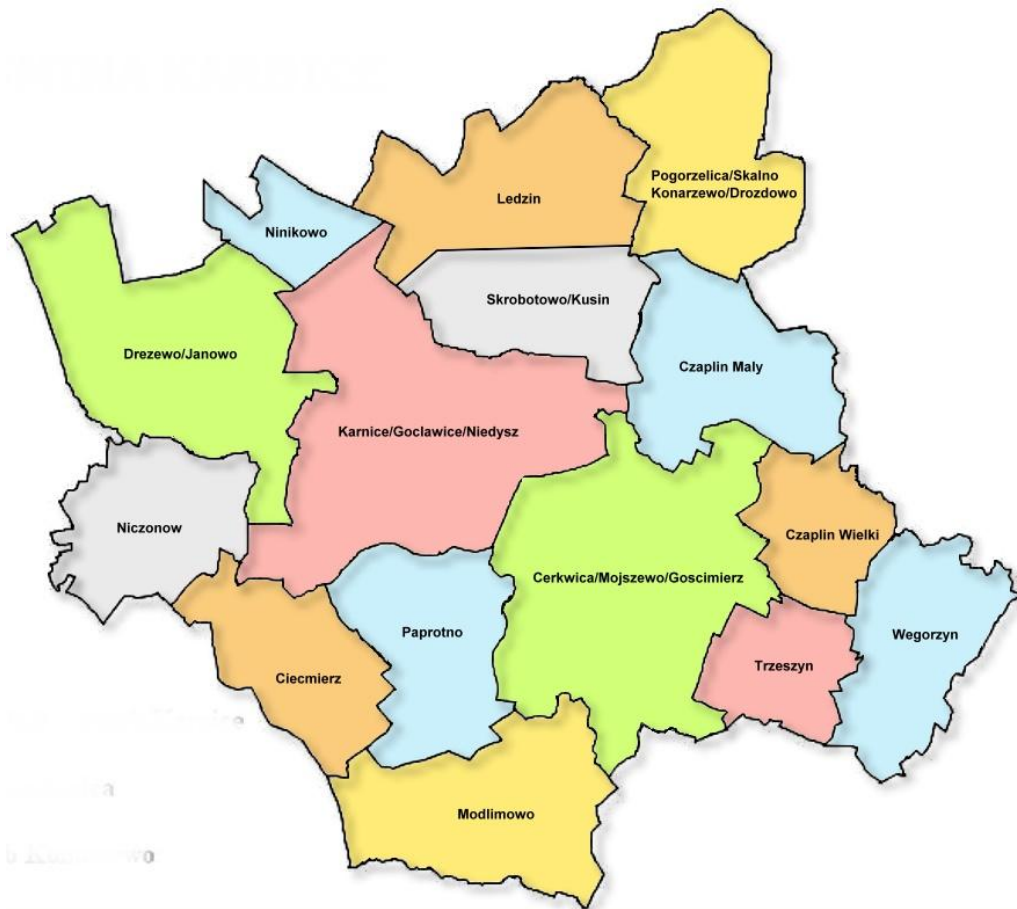 Pogorzelica/Skalno
Konarzewo/Drozdowo
Ledzin
Ninikowo
Skrobotowo/Kusin
Drezewo/Janowo
Czaplin Maly
Karnice/Goclawice/Niedysz
Niczonow
Czaplin Wielki
Cerkwica/Mojszewo/Goscimierz
Paprotno
Wegorzyn
Trzeszyn
Ciecmierz
Modlimowo